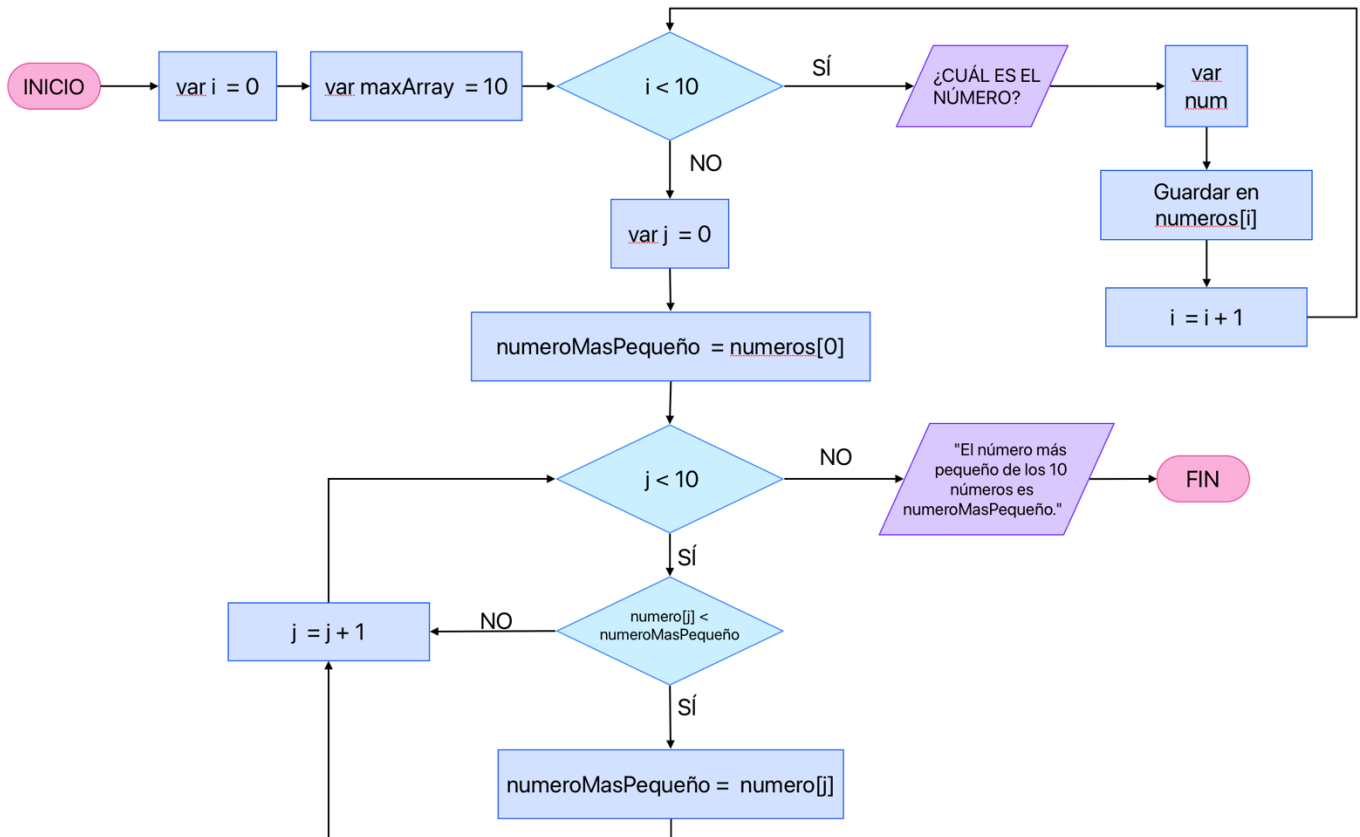 INICIO
var i = 0
var maxArray = 10
i < 10
SÍ
¿CUÁL ES EL
NÚMERO?
var
num
NO
Guardar en
numeros[i]
var j = 0
i = i + 1
numeroMasPequeño = numeros[0]
j < 10
NO
"El número más
pequeño de los 10
números es
numeroMasPequeño."
FIN
SÍ
j = j + 1
NO
numero[j] <
numeroMasPequeño
SÍ
numeroMasPequeño = numero[j]